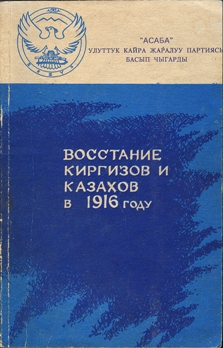 "АСАБА"
УЛУТТУК КАЙРА ЖАРАЛУУ ПАРТИЯСЫ
БАСЫП ЧЫГАРДЫ
ВОССТАНИЕ
КИРГИЗОВ И
КАЗАХОВ
В 1916 ГОДУ